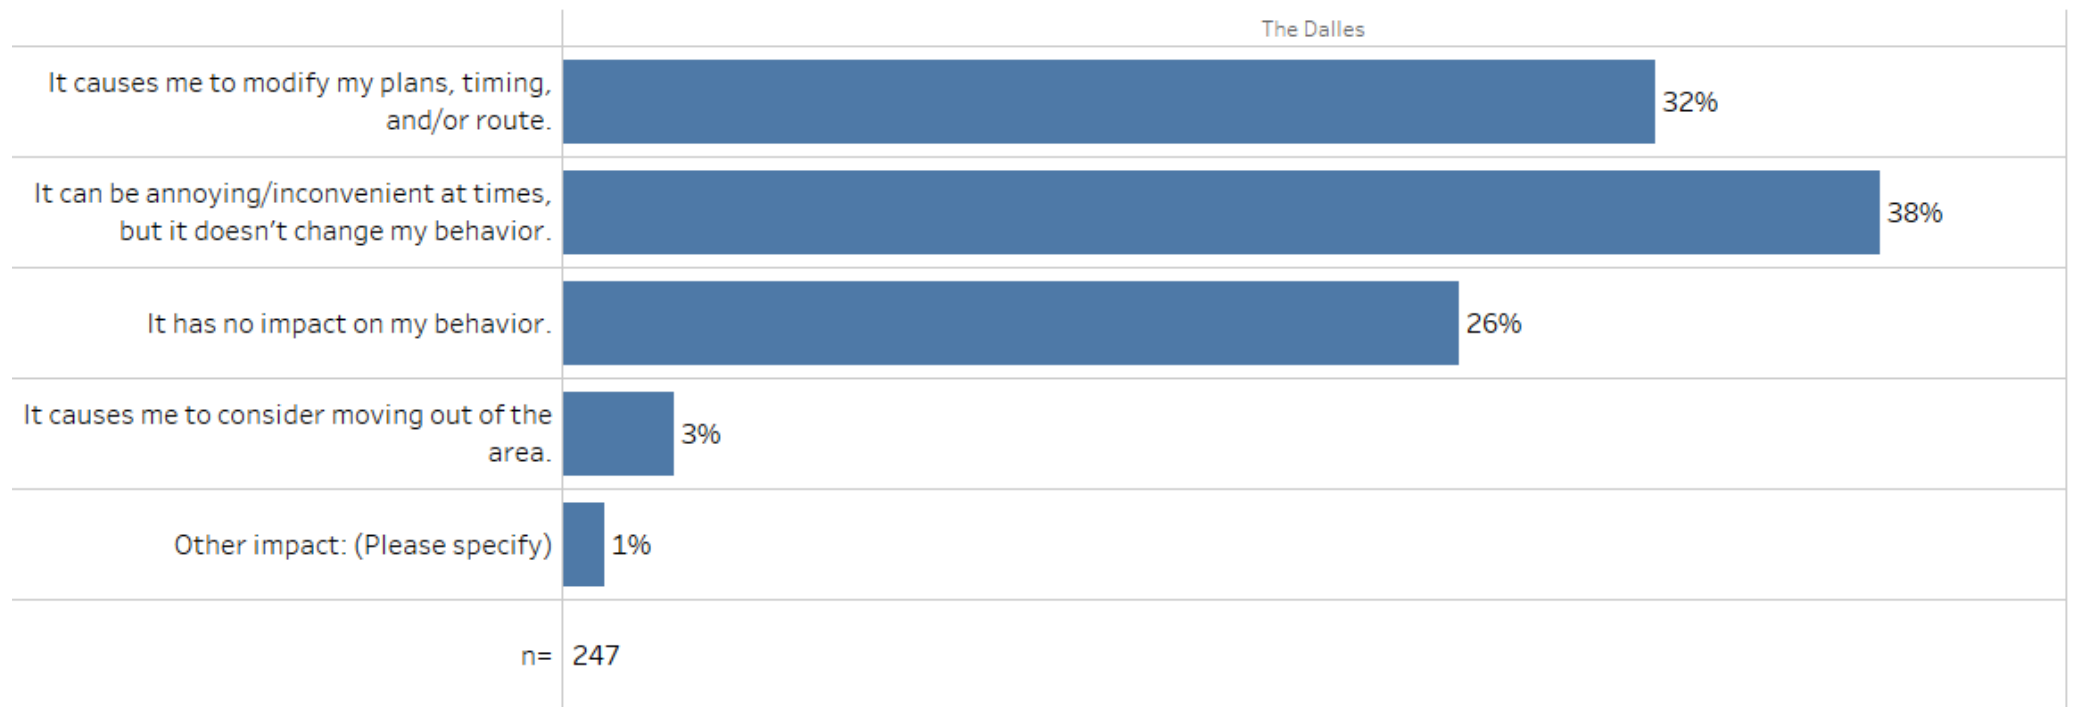 The Dalles
It causes me to modify my plans, timing,
and/or route.
32%
It can be annoying/inconvenient at times,
but it doesn’t change my behavior.
38%
It has no impact on my behavior.
26%
It causes me to consider moving out of the
area.
3%
Other impact: (Please specify)
1%
n=
247